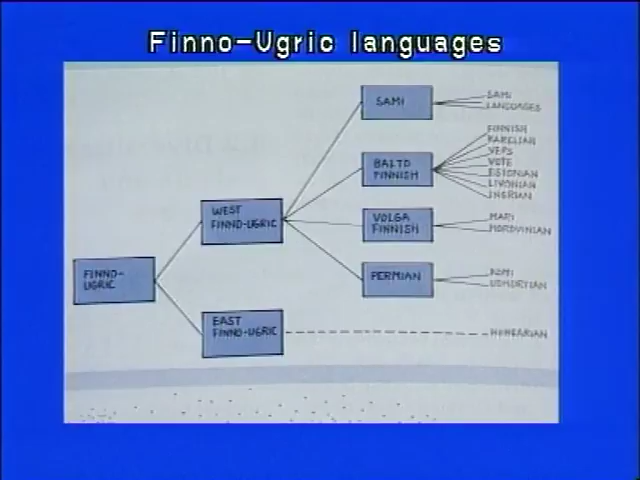 Finno-Ugric languages
SAMI
SAMI
LANGUAGES
BALTO
FINNISH
FINNISH
KARELIAN
VEPS
VOTE
ESTONIAN
LIVONIAN
INERIAN
WEST
FINNO-UGRIC
VOLGA
FINNISH
MARI
MORDVINIAN
FINNO-
UGRIC
PERMIAN
KOMI
UDMURTIAN
EAST
FINNO-UGRIC
HUNGARIAN